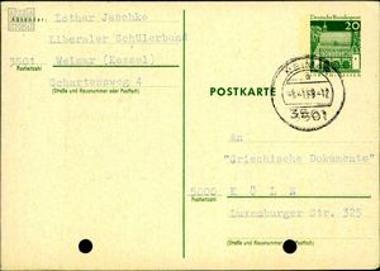 Absender:
Lothar Jaschke
Liberaler Schülerbund
3501 Weimar (Kassel)
Postleitzahl
Schartenweg 4
(Straße und Hausnummer oder Postfach)
Deutsche Bundespost
20
3501
POSTKARTE
An
"Griechische Dokumente"
5000 K Ö L N
Postleitzahl
Luxemburger Str. 325
(Straße und Hausnummer oder Postfach)